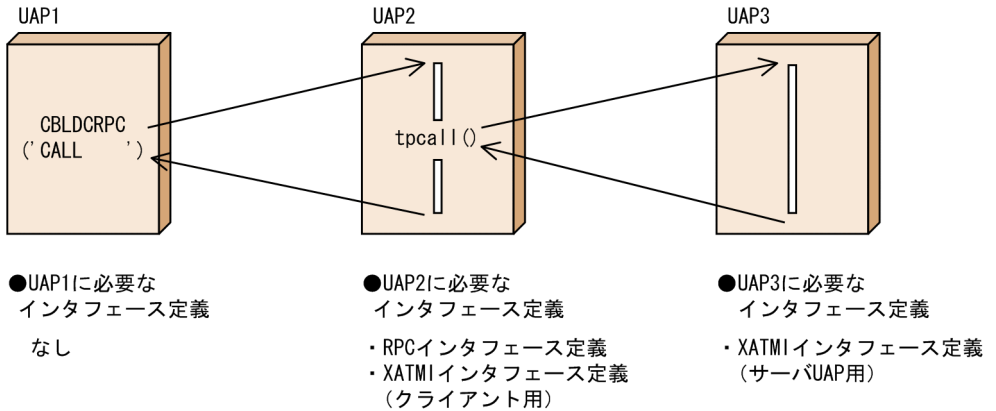 UAP1
UAP2
UAP3
CBLDCRPC
('CALL    ')
tpcall()
●UAP1に必要な
インタフェース定義
なし
●UAP2に必要な
インタフェース定義
・RPCインタフェース定義
・XATMIインタフェース定義
（クライアント用）
●UAP3に必要な
インタフェース定義
・XATMIインタフェース定義
（サーバUAP用）